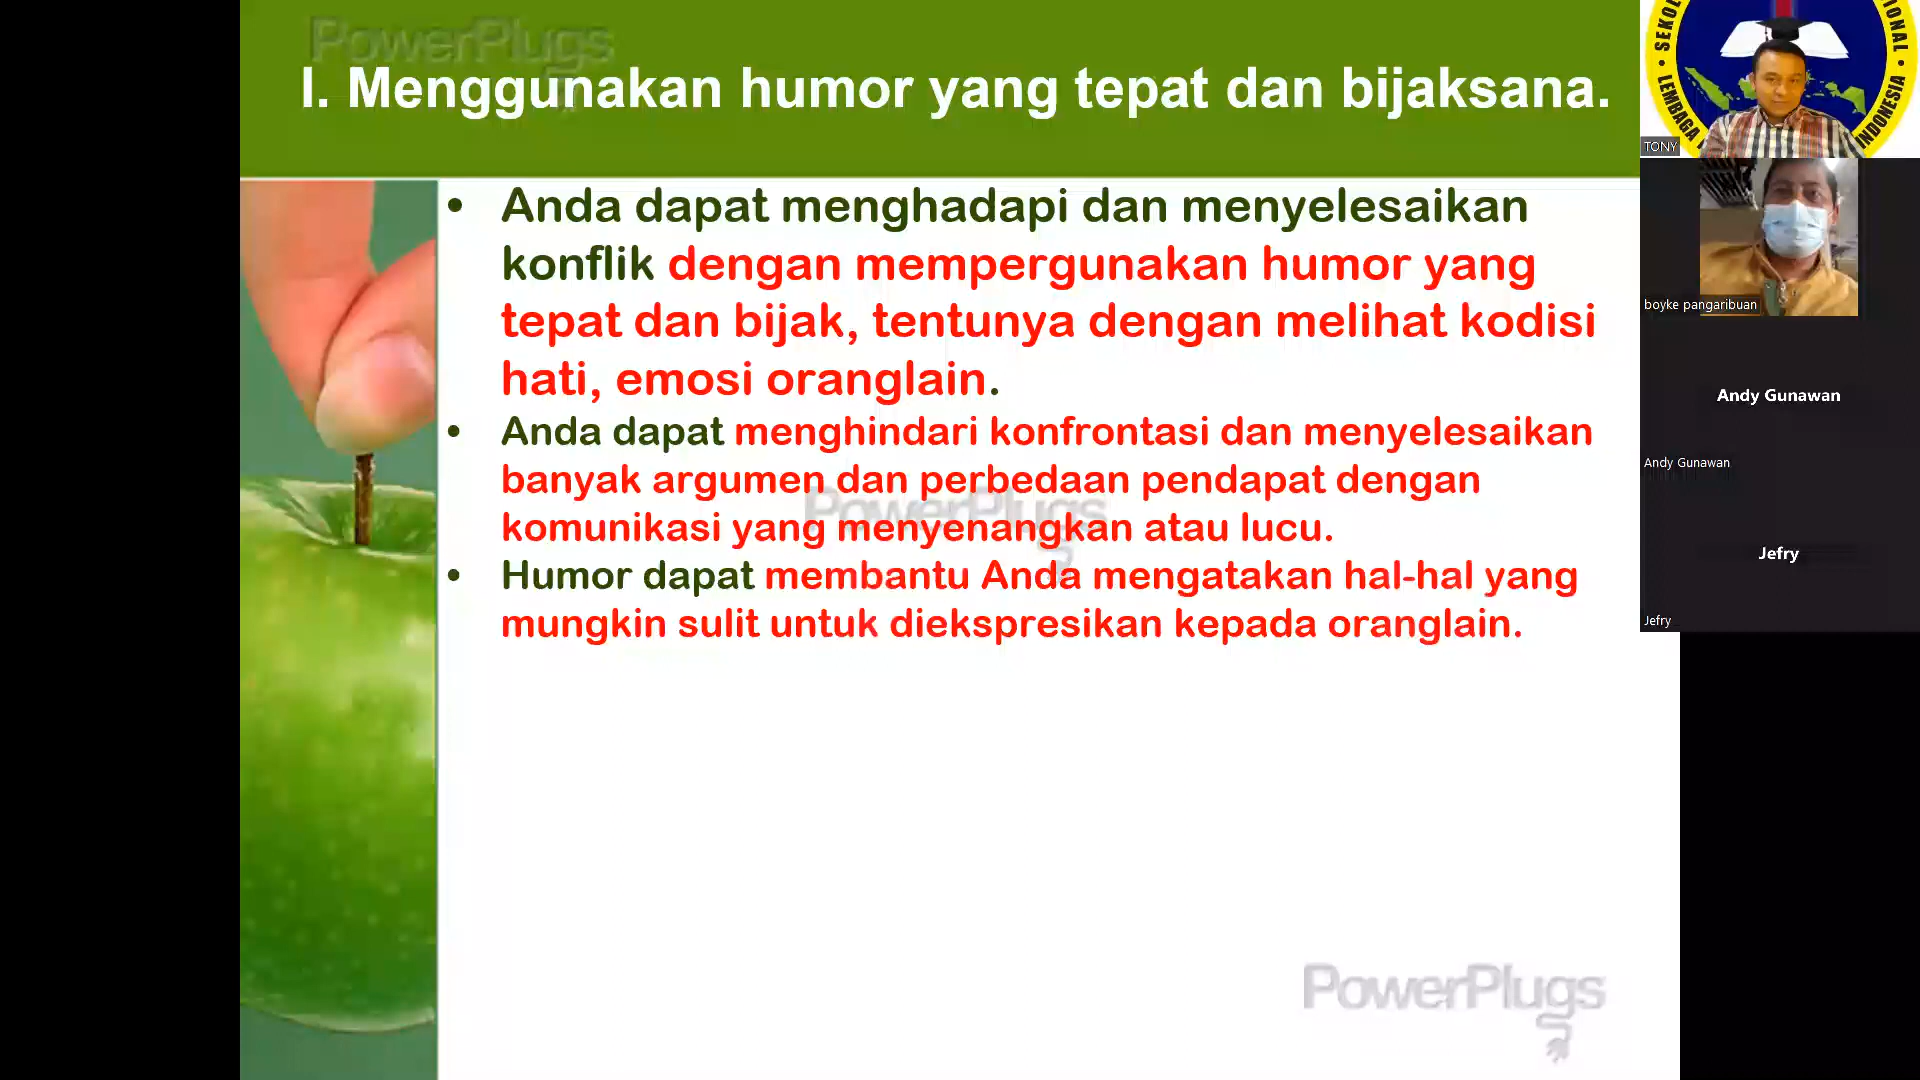 PowerPlugs
I. Menggunakan humor yang tepat dan bijaksana.
• Anda dapat menghadapi dan menyelesaikan
konflik dengan mempergunakan humor yang
tepat dan bijak, tentunya dengan melihat kodisi
hati, emosi oranglain.
• Anda dapat menghindari konfrontasi dan menyelesaikan
banyak argumen dan perbedaan pendapat dengan
komunikasi yang menyenangkan atau lucu.
• Humor dapat membantu Anda mengatakan hal-hal yang
mungkin sulit untuk diekspresikan kepada oranglain.
PowerPlugs
PowerPlugs
LEMBAGA
INDONESIA
TONY
boyke pangaribuan
Andy Gunawan
Andy Gunawan
Jefry
Jefry